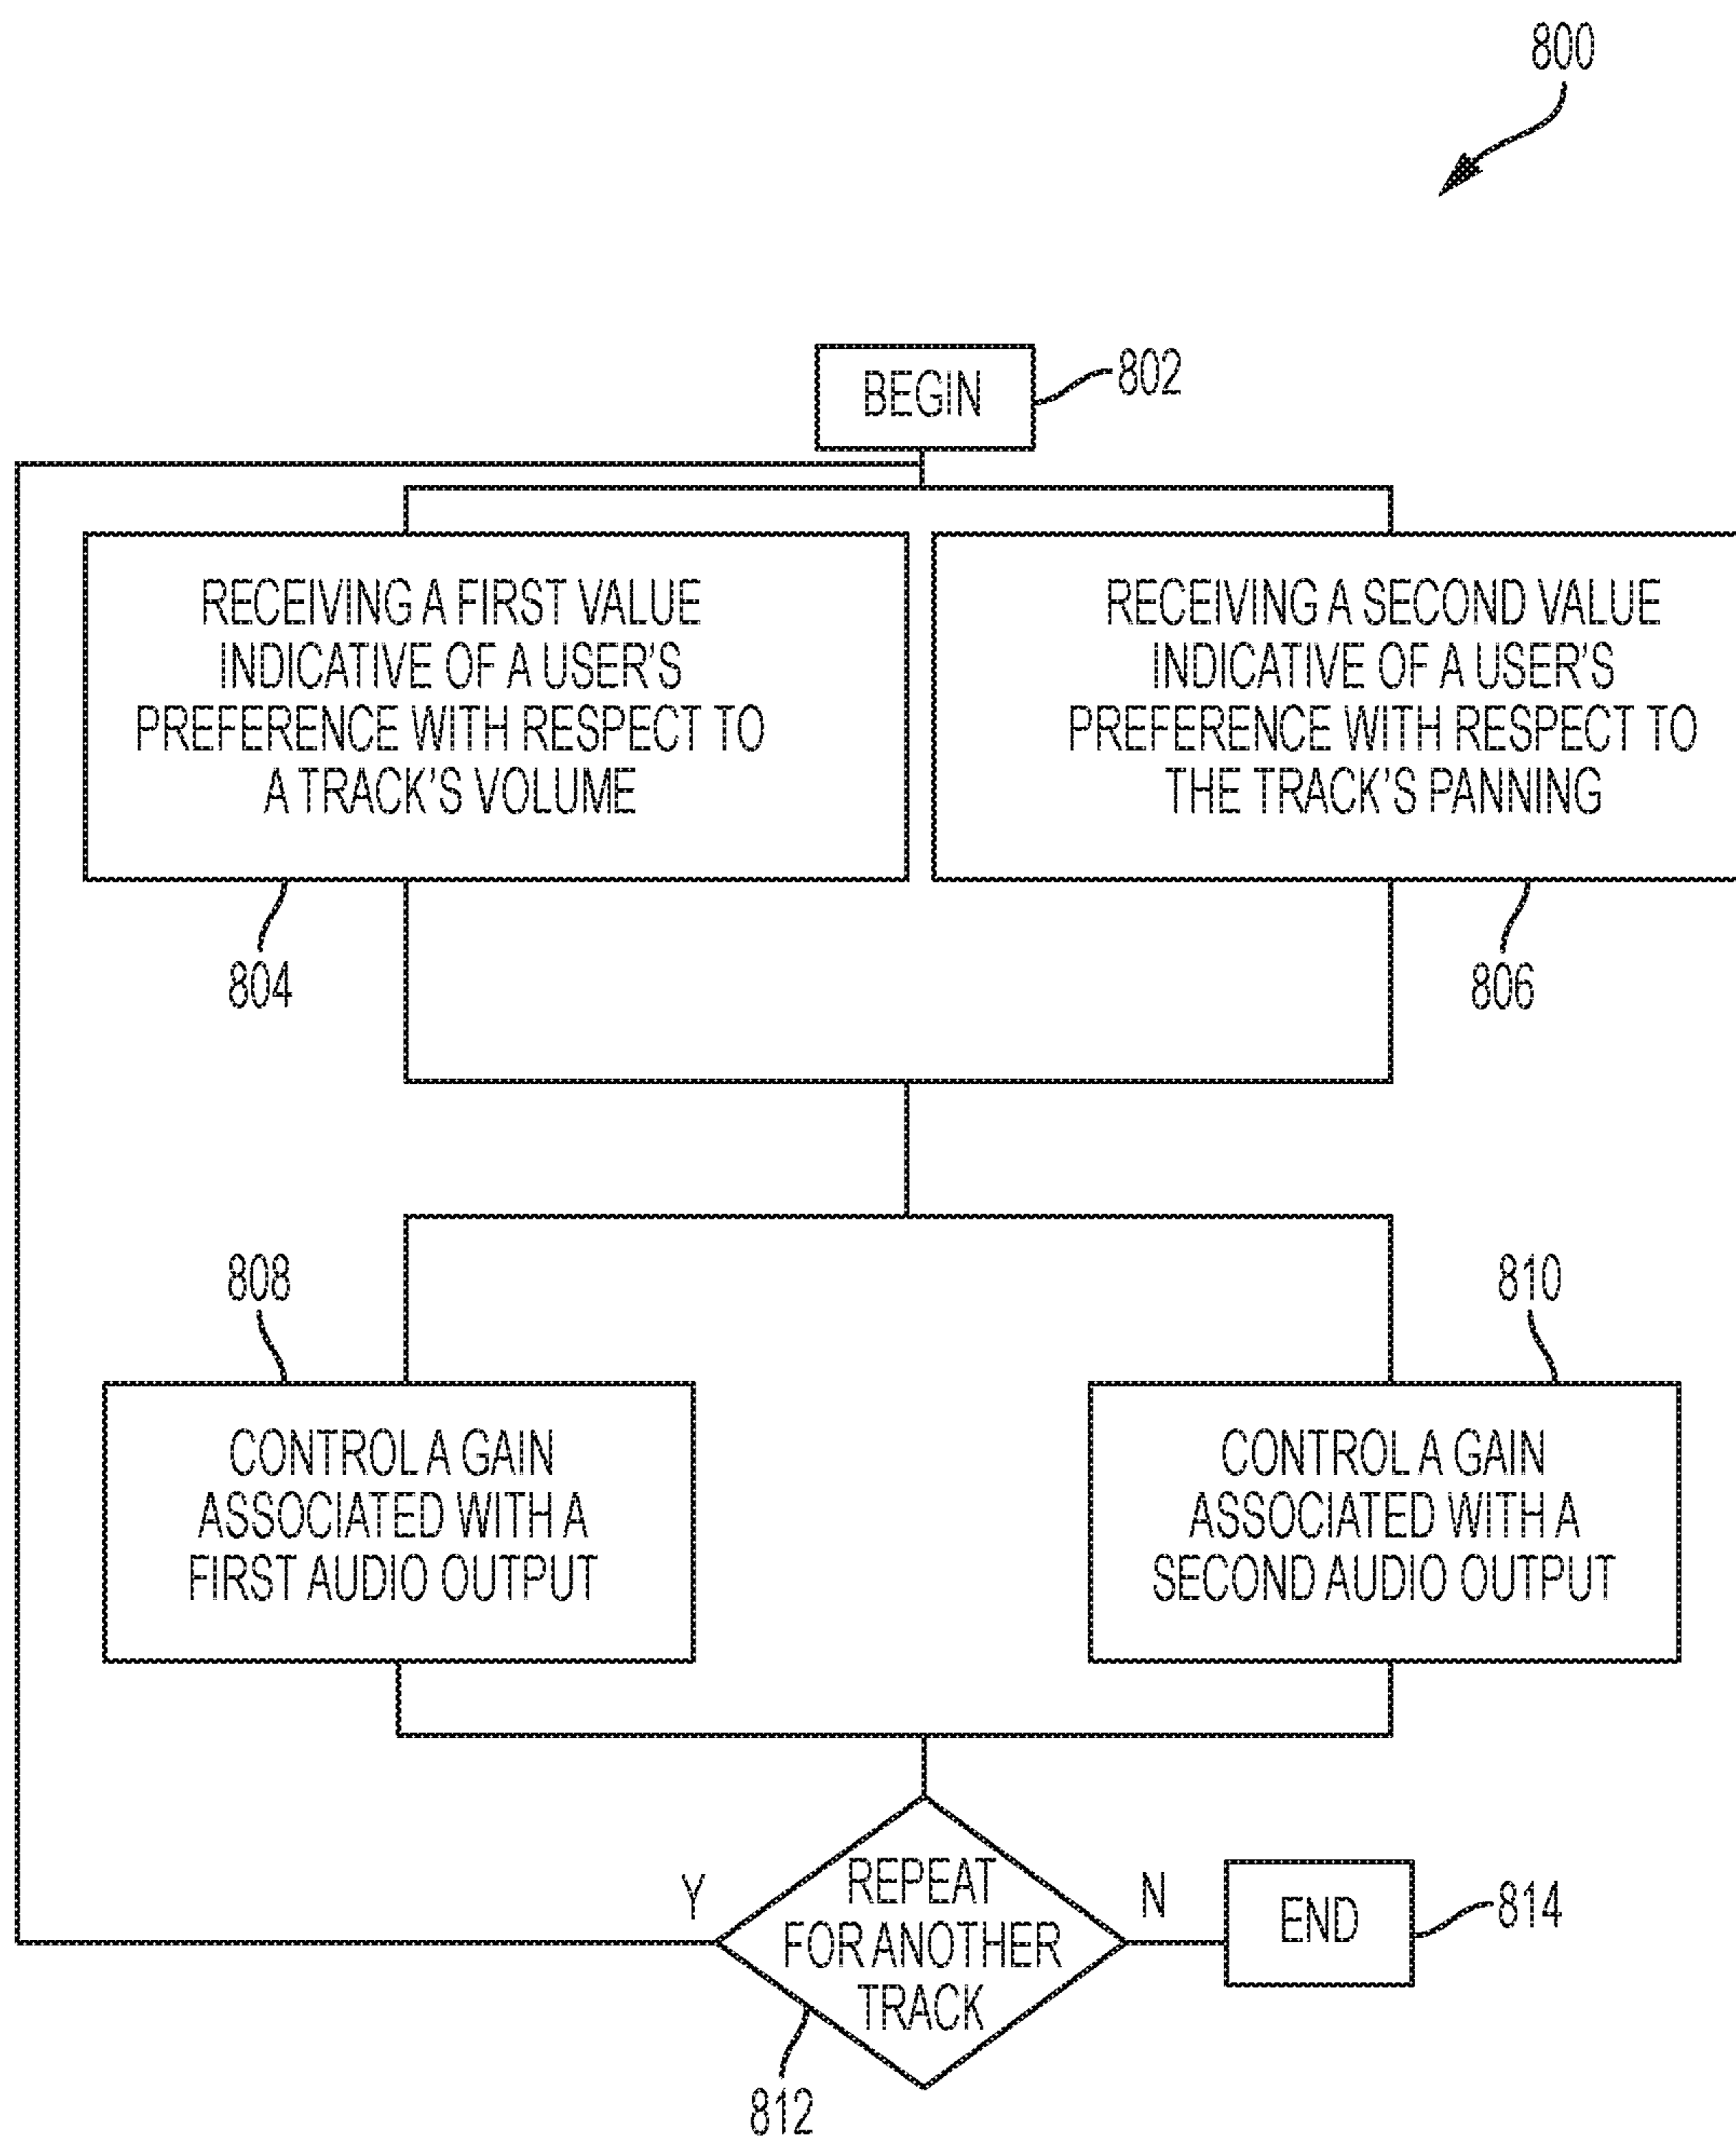 800
BEGIN
802
RECEIVING A FIRST VALUE
INDICATIVE OF A USER'S
PREFERENCE WITH RESPECT TO
A TRACK'S VOLUME
804
RECEIVING A SECOND VALUE
INDICATIVE OF A USER'S
PREFERENCE WITH RESPECT TO
THE TRACK'S PANNING
806
808
CONTROL A GAIN
ASSOCIATED WITH A
FIRST AUDIO OUTPUT
810
CONTROL A GAIN
ASSOCIATED WITH A
SECOND AUDIO OUTPUT
Y
REPEAT
FOR ANOTHER
TRACK
812
N
END
814